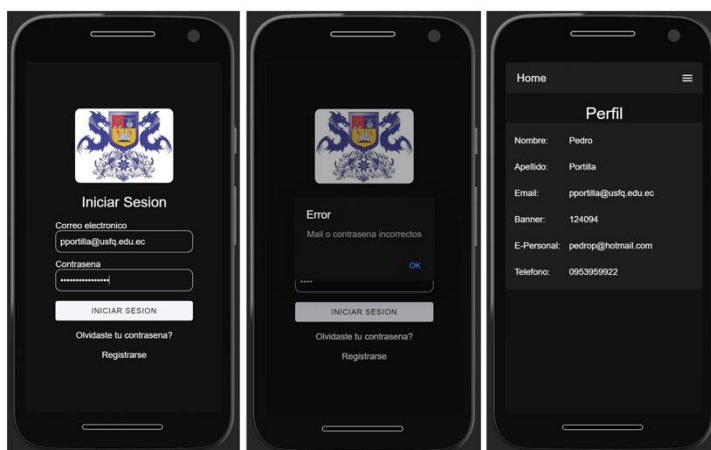 Iniciar Sesion
Correo electronico
pportilla@usfq.edu.ec
Contrasena
••••••••••••••••
INICIAR SESION
Olvidaste tu contrasena?
Registrarse
Error
Mail o contrasena incorrectos
OK
••••
INICIAR SESION
Olvidaste tu contrasena?
Registrarse
Home
Perfil
Nombre: Pedro
Apellido: Portilla
Email: pportilla@usfq.edu.ec
Banner: 124094
E-Personal: pedrop@hotmail.com
Telefono: 0953959922